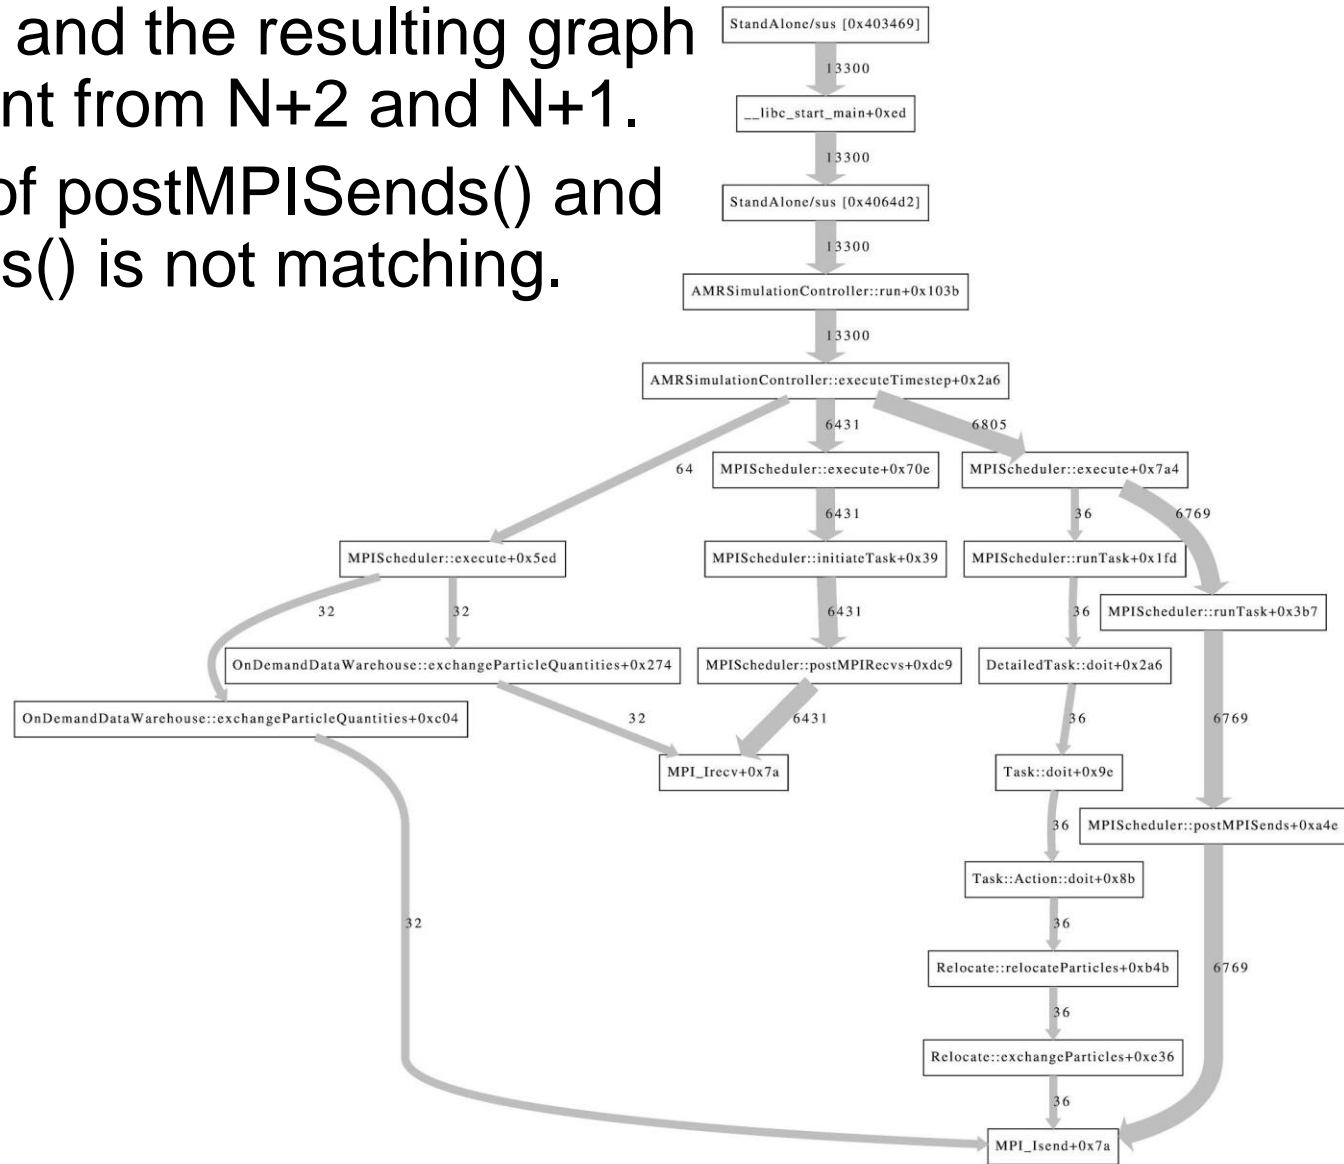 and the resulting graph
nt from N+2 and N+1.
of postMPISends() and
s() is not matching.
StandAlone/sus [0x403469]
13300
__libc_start_main+0xed
13300
StandAlone/sus [0x4064d2]
13300
AMRSimulationController::run+0x103b
13300
AMRSimulationController::executeTimestep+0x2a6
64
6431
6805
MPIScheduler::execute+0x70e
MPIScheduler::execute+0x7a4
6431
36
6769
MPIScheduler::execute+0x5ed
MPIScheduler::initiateTask+0x39
MPIScheduler::runTask+0x1fd
32
32
6431
36
MPIScheduler::runTask+0x3b7
OnDemandDataWarehouse::exchangeParticleQuantities+0x274
MPIScheduler::postMPIRecvs+0xdc9
DetailedTask::doit+0x2a6
OnDemandDataWarehouse::exchangeParticleQuantities+0xc04
32
6431
36
6769
MPI_Irecv+0x7a
Task::doit+0x9e
36
MPIScheduler::postMPISends+0xa4e
Task::Action::doit+0x8b
32
36
Relocate::relocateParticles+0xb4b
6769
36
Relocate::exchangeParticles+0xe36
36
MPI_Isend+0x7a